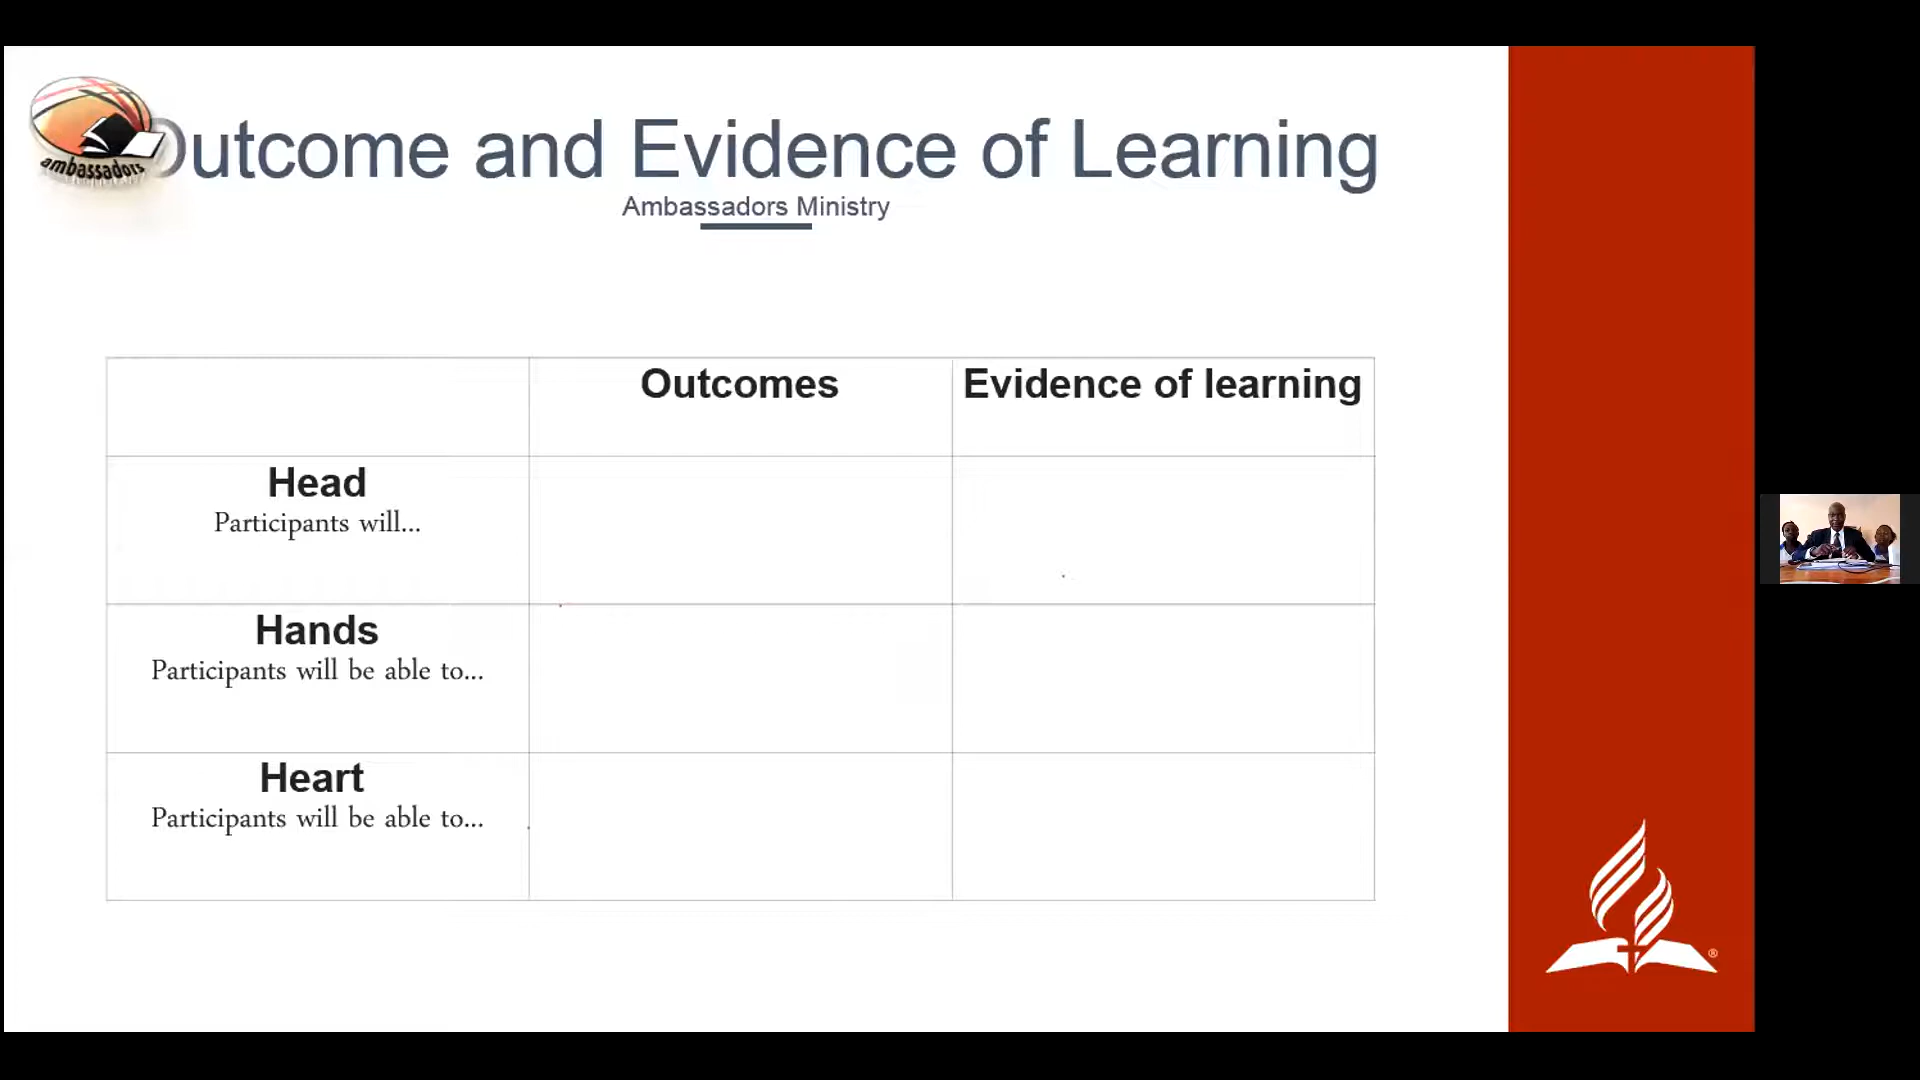 ambassadors
Outcome and Evidence of Learning
Ambassadors Ministry
Outcomes
Evidence of learning
Head
Participants will...
Hands
Participants will be able to...
Heart
Participants will be able to...
®